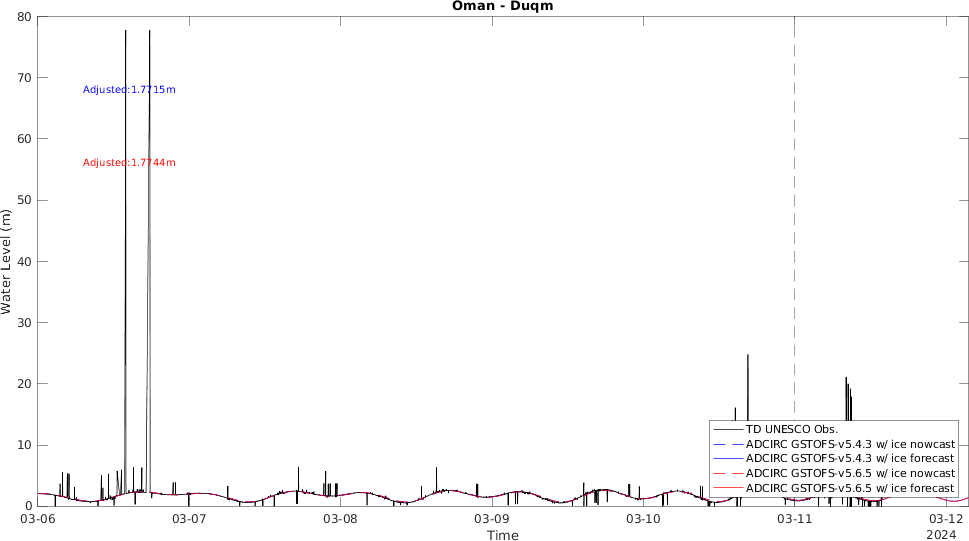 Oman - Duqm
80
70
60
50
40
30
20
10
0
Water Level (m)
Adjusted:1.7715m
Adjusted:1.7744m
TD UNESCO Obs.
ADCIRC GSTOFS-v5.4.3 w/ ice nowcast
ADCIRC GSTOFS-v5.4.3 w/ ice forecast
ADCIRC GSTOFS-v5.6.5 w/ ice nowcast
ADCIRC GSTOFS-v5.6.5 w/ ice forecast
03-06 03-07 03-08 03-09 03-10 03-11 03-12
Time
2024